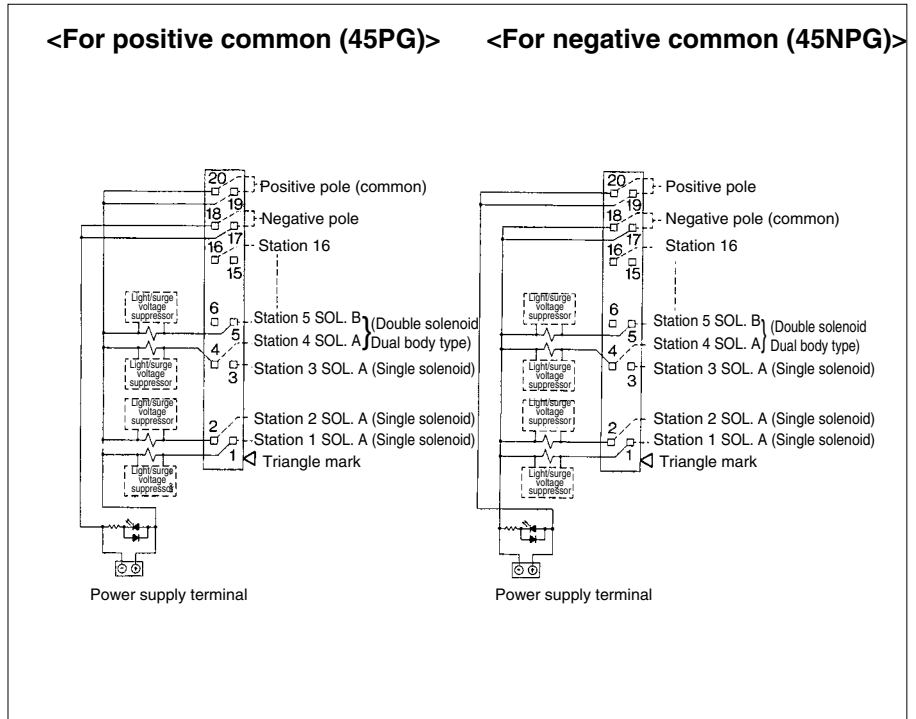 <For positive common (45PG)>
20
19
18
17
16
15
Positive pole (common)
Negative pole
Station 16
Light/surge
voltage
suppressor
6
5
4
3
Station 5 SOL. B
Station 4 SOL. A
(Double solenoid
Dual body type)
Station 3 SOL. A (Single solenoid)
Light/surge
voltage
suppressor
Light/surge
voltage
suppressor
2
1
Station 2 SOL. A (Single solenoid)
Station 1 SOL. A (Single solenoid)
Triangle mark
Light/surge
voltage
suppressor
Power supply terminal
<For negative common (45NPG)>
20
19
18
17
16
15
Positive pole
Negative pole (common)
Station 16
Light/surge
voltage
suppressor
6
5
4
3
Station 5 SOL. B
Station 4 SOL. A
(Double solenoid
Dual body type)
Station 3 SOL. A (Single solenoid)
Light/surge
voltage
suppressor
Light/surge
voltage
suppressor
2
1
Station 2 SOL. A (Single solenoid)
Station 1 SOL. A (Single solenoid)
Triangle mark
Light/surge
voltage
suppressor
Power supply terminal